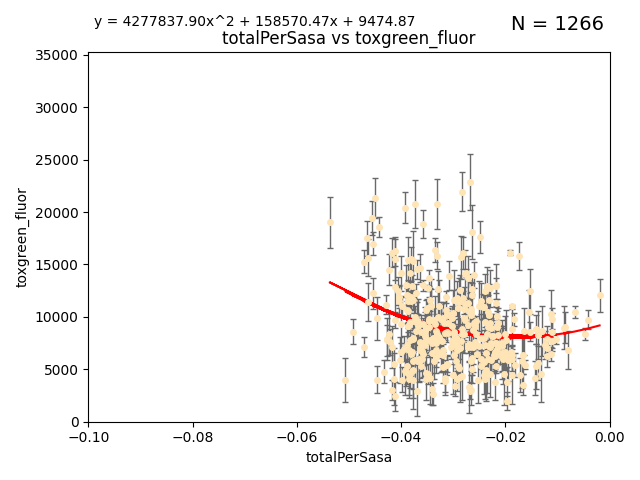 y = 4277837.90x^2 + 158570.47x + 9474.87
N = 1266
totalPerSasa vs toxgreen_fluor
35000
30000
25000
20000
15000
10000
5000
0
toxgreen_fluor
−0.10
−0.08
−0.06
−0.04
−0.02
0.00
totalPerSasa